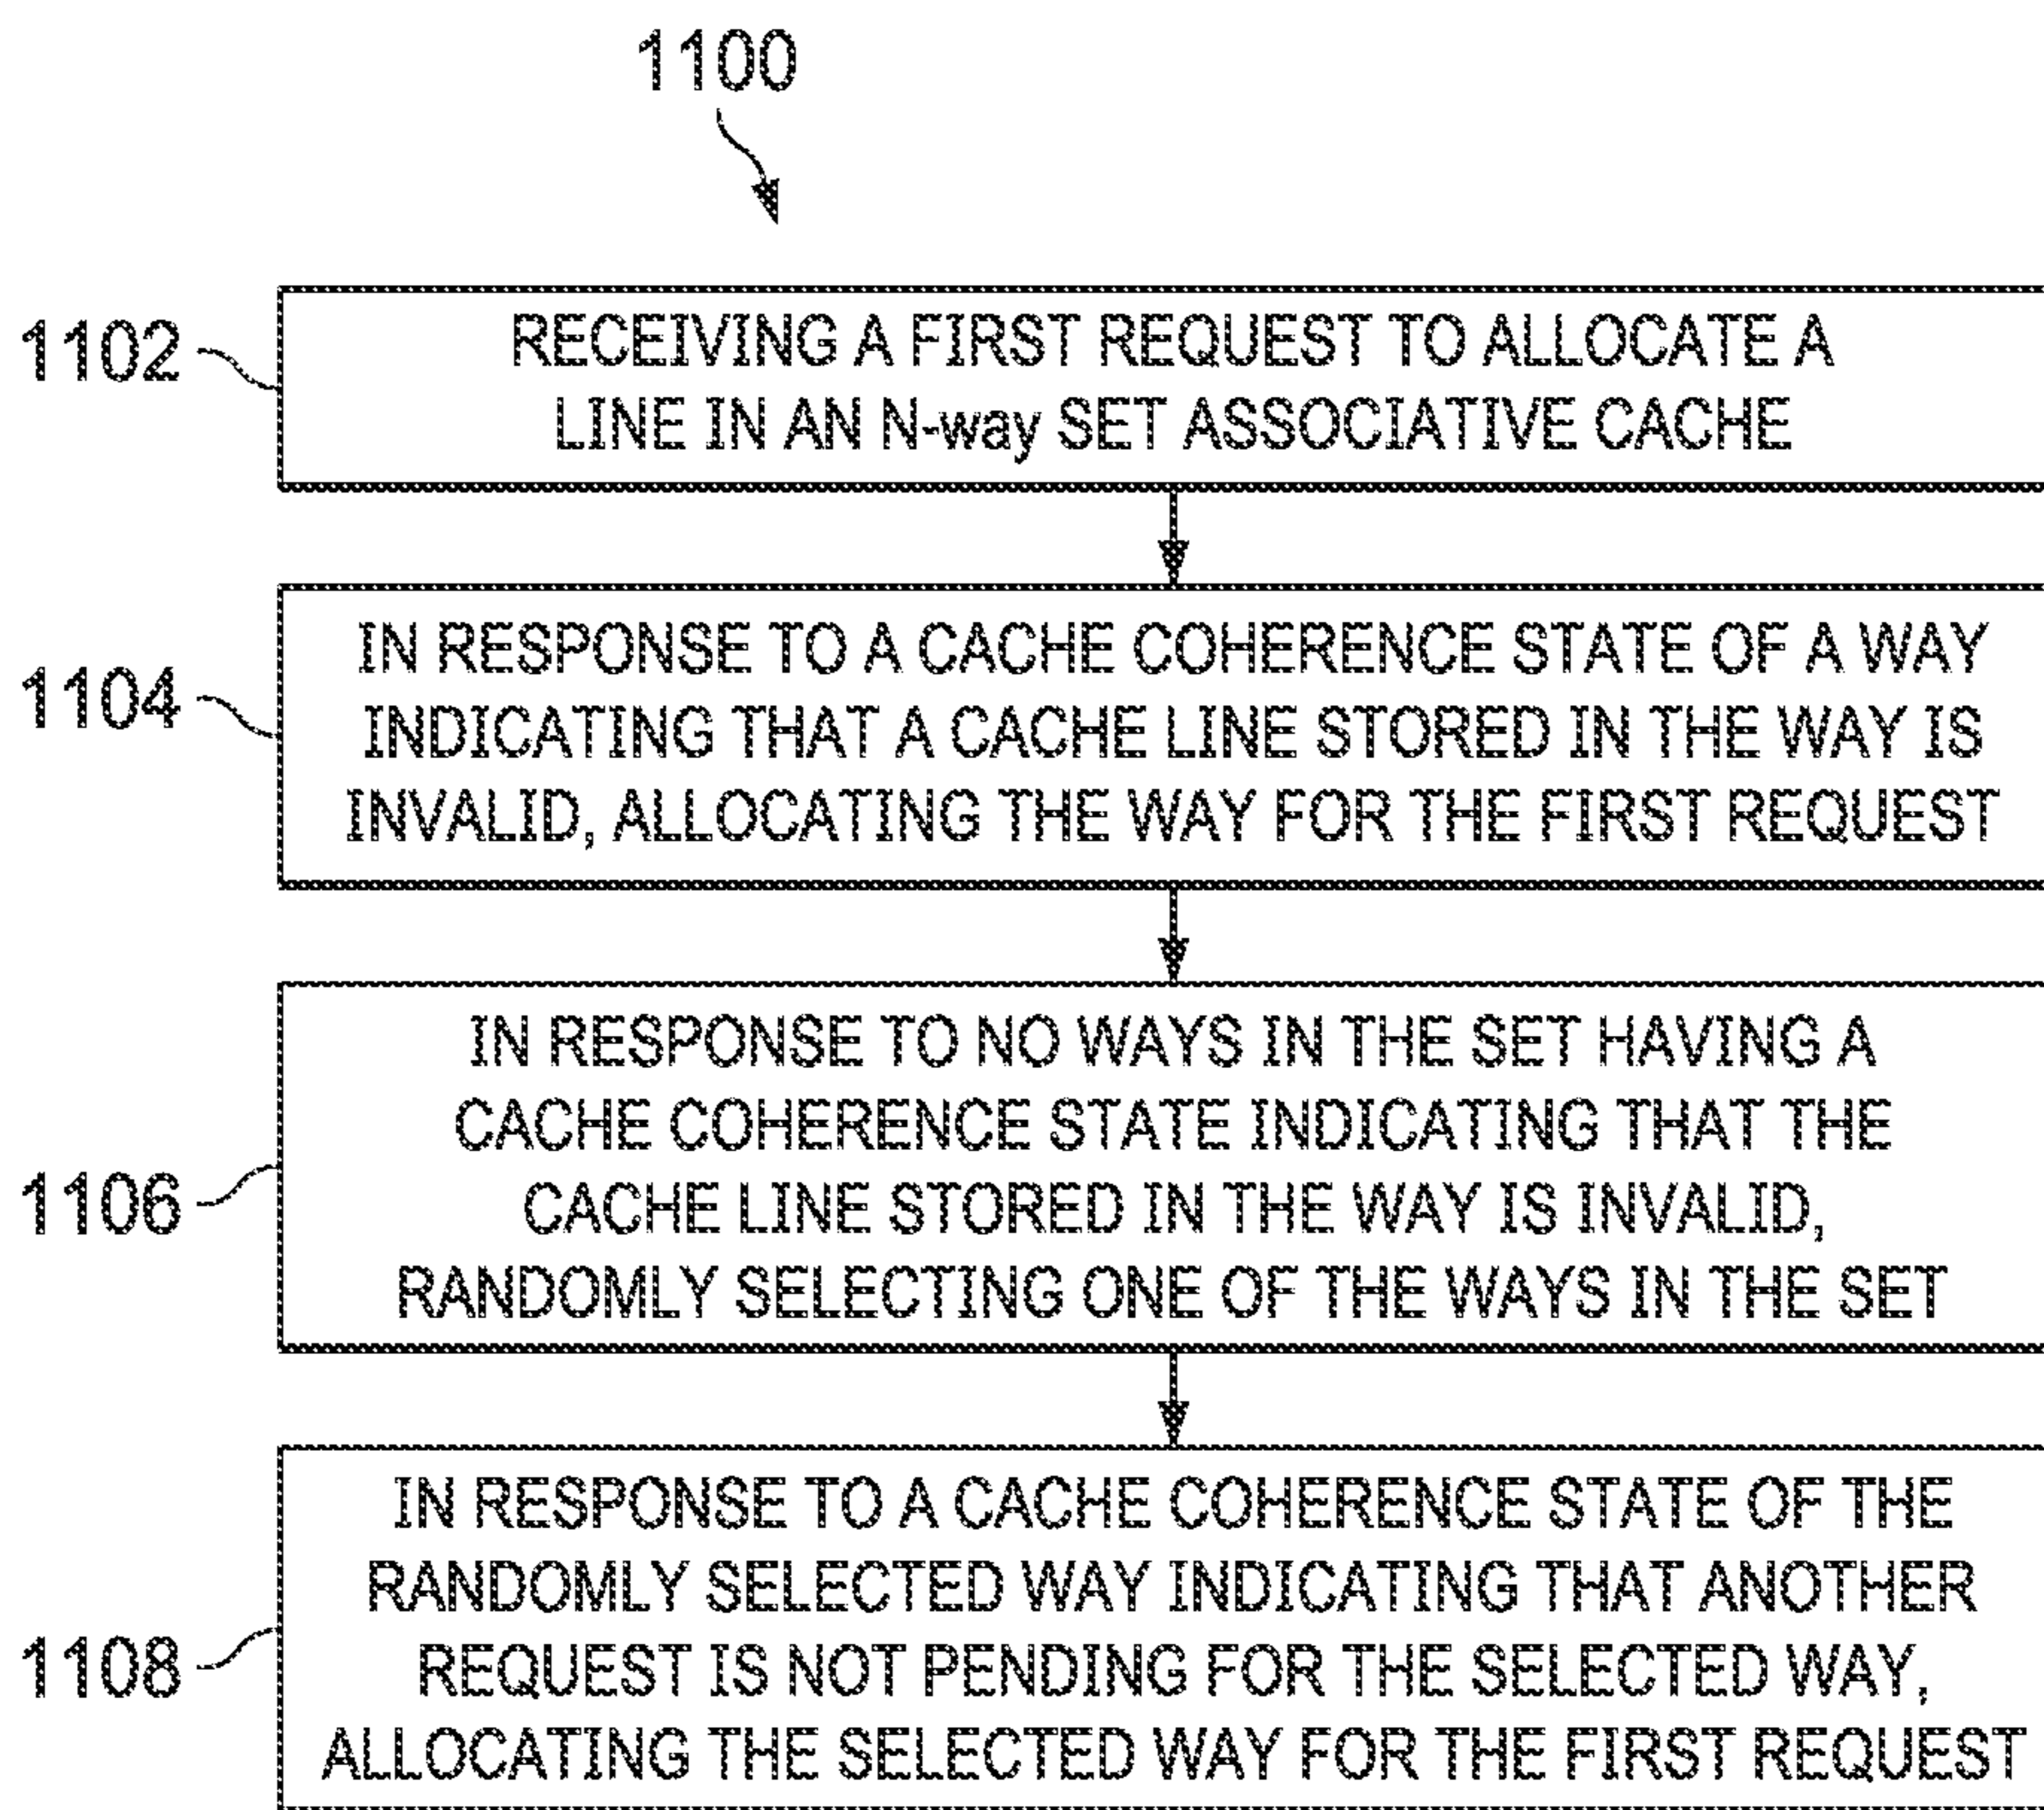 1100
1102
RECEIVING A FIRST REQUEST TO ALLOCATE A
LINE IN AN N-way SET ASSOCIATIVE CACHE
1104
IN RESPONSE TO A CACHE COHERENCE STATE OF A WAY
INDICATING THAT A CACHE LINE STORED IN THE WAY IS
INVALID, ALLOCATING THE WAY FOR THE FIRST REQUEST
1106
IN RESPONSE TO NO WAYS IN THE SET HAVING A
CACHE COHERENCE STATE INDICATING THAT THE
CACHE LINE STORED IN THE WAY IS INVALID,
RANDOMLY SELECTING ONE OF THE WAYS IN THE SET
1108
IN RESPONSE TO A CACHE COHERENCE STATE OF THE
RANDOMLY SELECTED WAY INDICATING THAT ANOTHER
REQUEST IS NOT PENDING FOR THE SELECTED WAY,
ALLOCATING THE SELECTED WAY FOR THE FIRST REQUEST